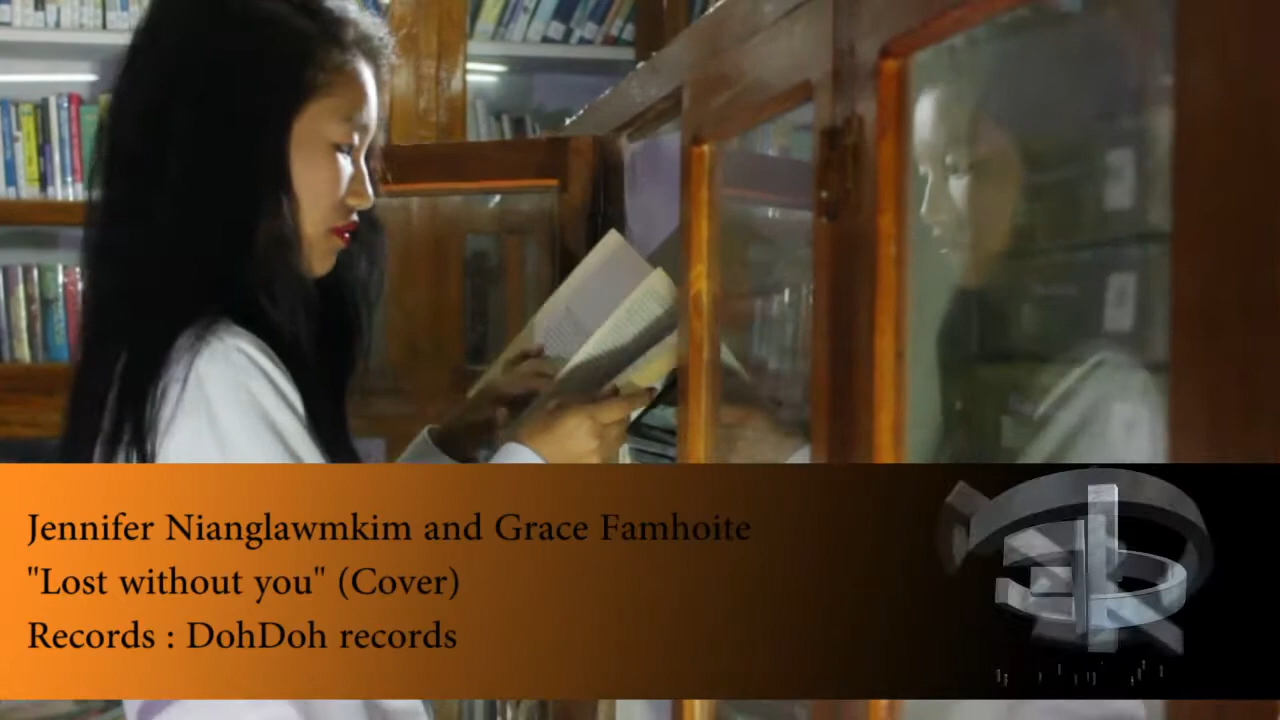 Jennifer Nianglawmkim and Grace Famhoite
"Lost without you" (Cover)
Records : DohDoh records